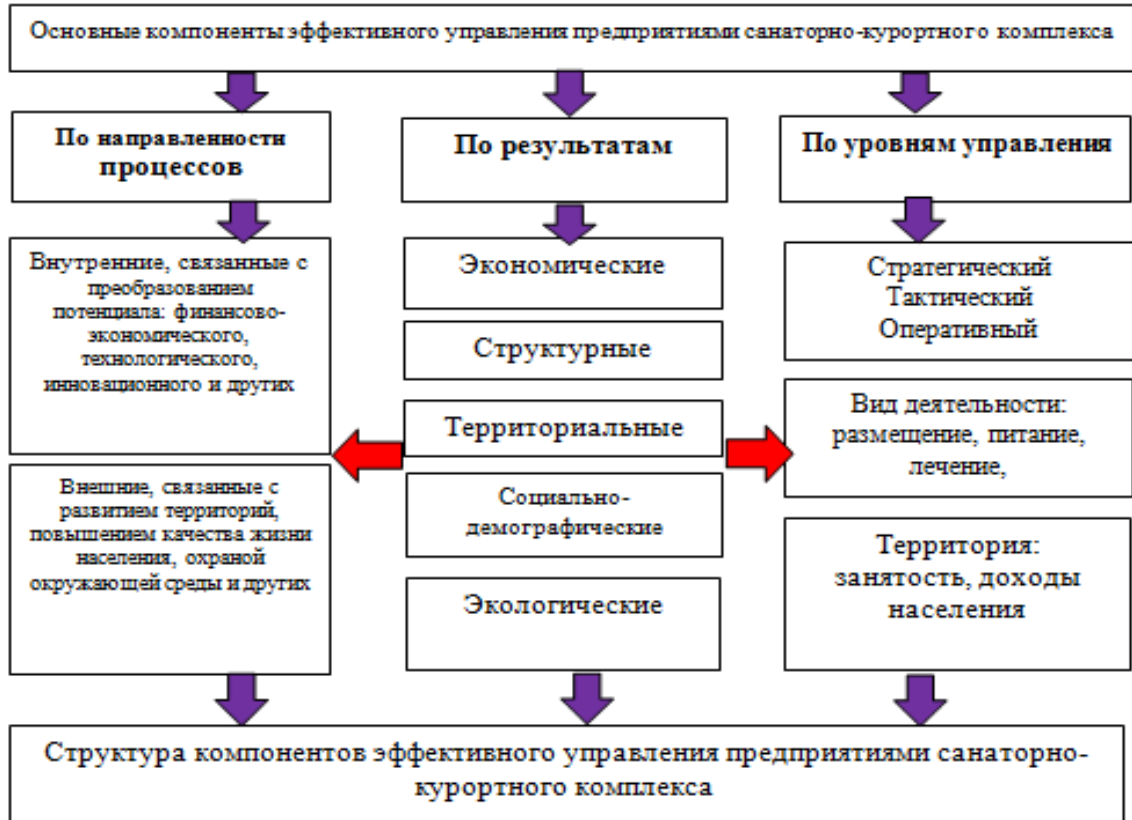 Основные компоненты эффективного управления предприятиями санаторно-курортного комплекса
По направленности
процессов
По результатам
По уровням управления
Внутренние, связанные с
преобразованием
потенциала: финансово-
экономического,
технологического,
инновационного и других
Внешние, связанные с
развитием территорий,
повышением качества жизни
населения, охраной
окружающей среды и других
Экономические
Структурные
Территориальные
Социально-
демографические
Экологические
Стратегический
Тактический
Оперативный
Вид деятельности:
размещение, питание,
лечение,
Территория:
занятость, доходы
населения
Структура компонентов эффективного управления предприятиями санаторно-
курортного комплекса